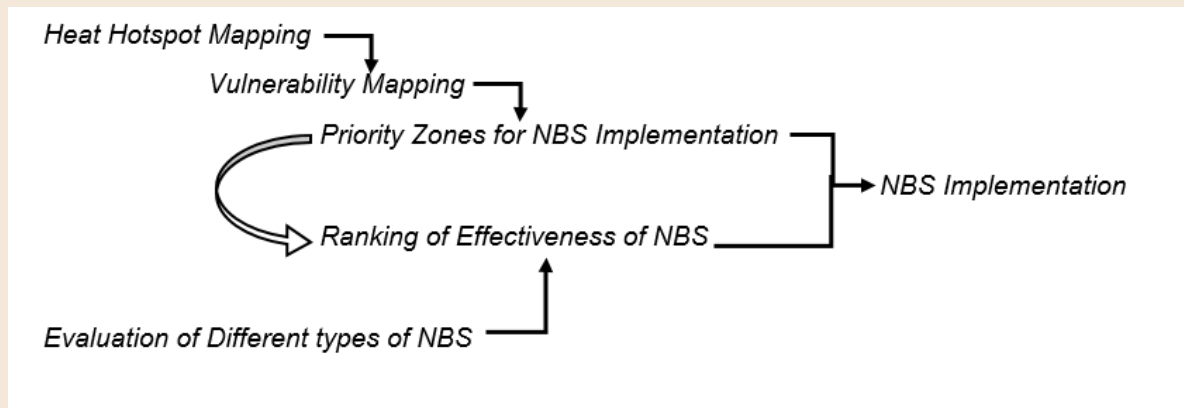 Heat Hotspot Mapping
Vulnerability Mapping
Priority Zones for NBS Implementation
NBS Implementation
Ranking of Effectiveness of NBS
Evaluation of Different types of NBS